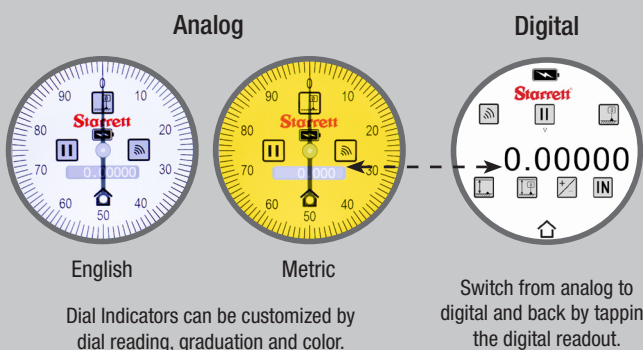 Analog
Digital
0
90 10
80 20
70 30
60 40
50
Starrett
0.00000
English
0
90 10
80 20
70 30
60 40
50
Starrett
0.000
Metric
Starrett
0.00000
IN
Dial Indicators can be customized by
dial reading, graduation and color.
Switch from analog to
digital and back by tappin
the digital readout.